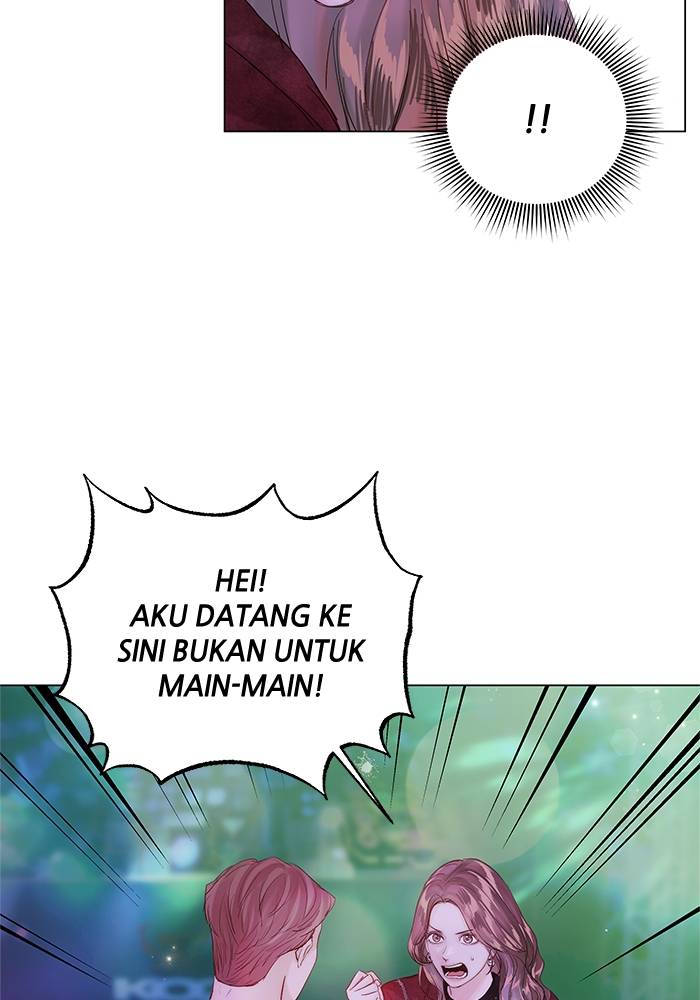 !!
HEI!
AKU DATANG KE
SINI BUKAN UNTUK
MAIN-MAIN!